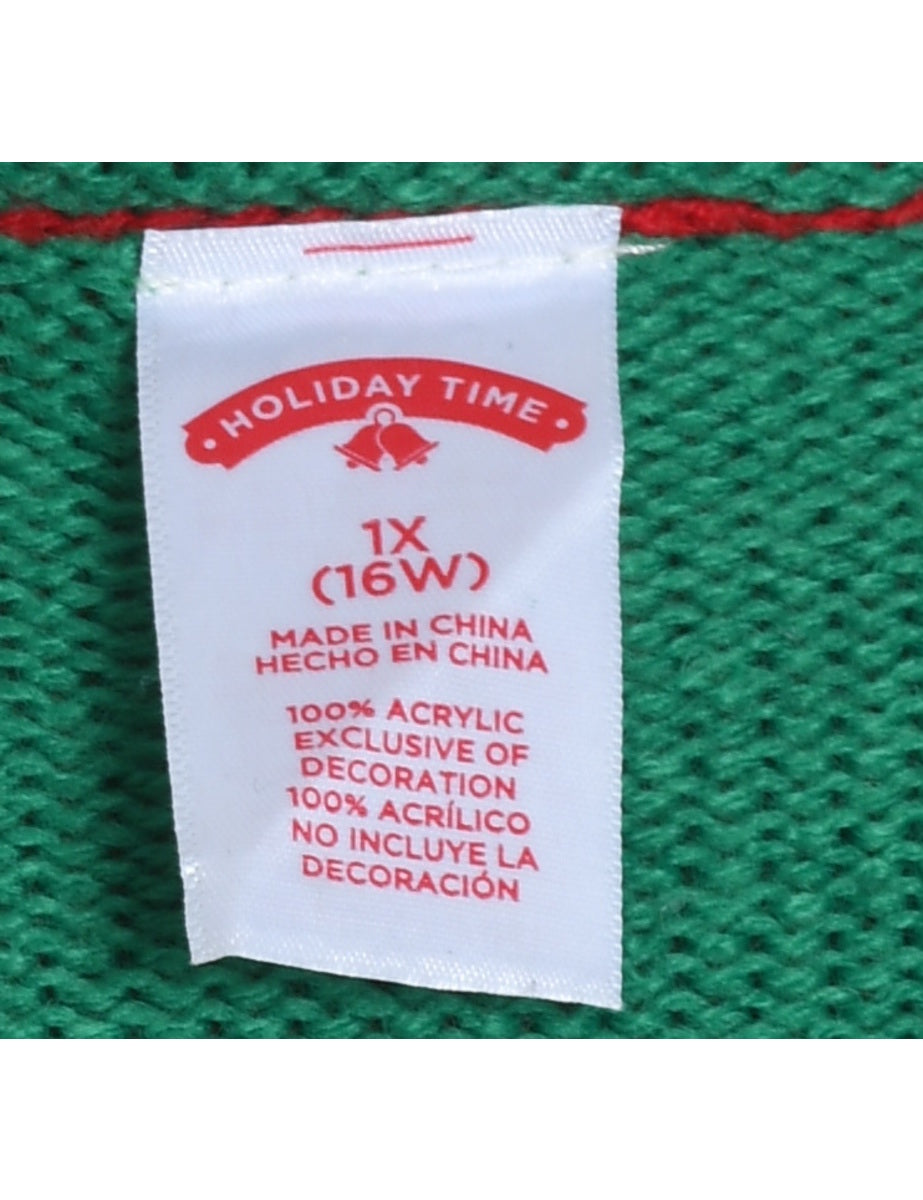 • HOLIDAY TIME •
1X
(16W)
MADE IN CHINA
HECHO EN CHINA
100% ACRYLIC
EXCLUSIVE OF
DECORATION
100% ACRÍLICO
NO INCLUYE LA
DECORACIÓN